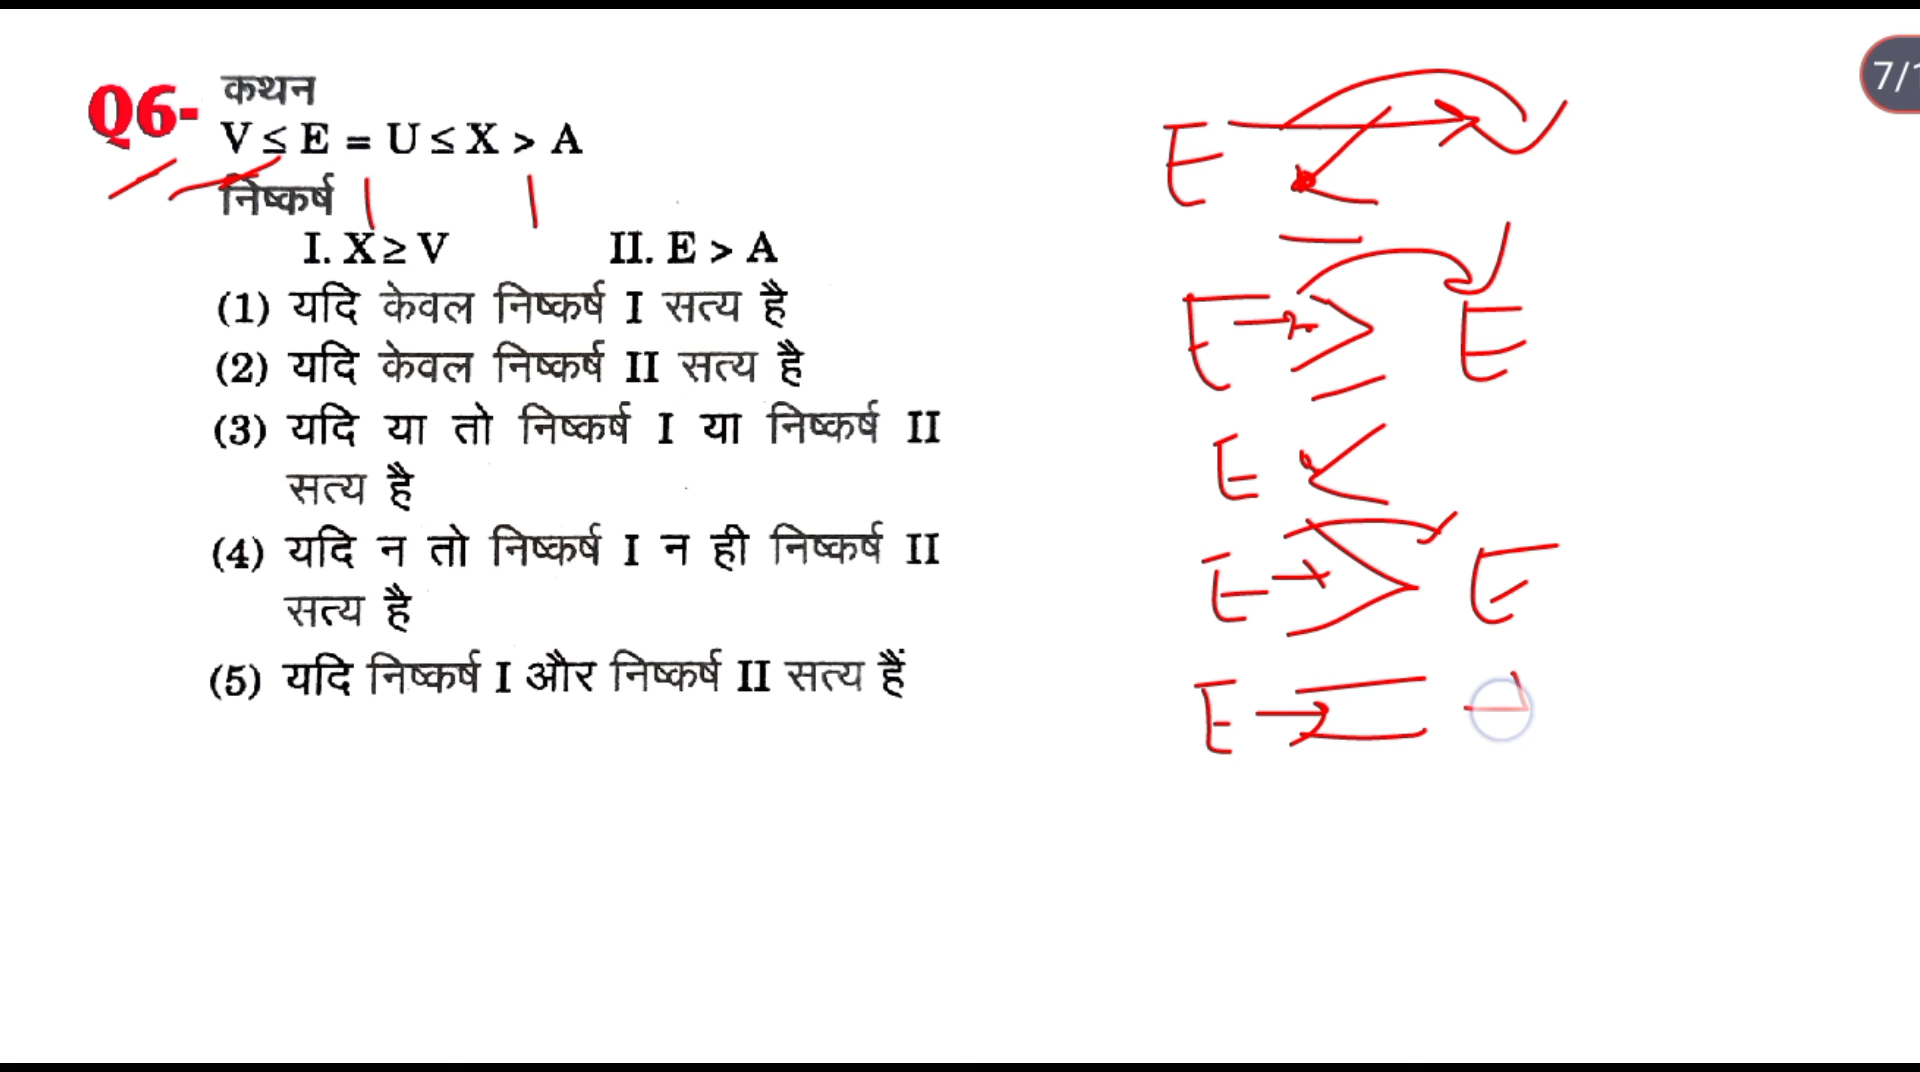 Q6- कथन
V ≤ E = U ≤ X > A
निष्कर्ष
I. X ≥ V II. E > A
(1) यदि केवल निष्कर्ष I सत्य है
(2) यदि केवल निष्कर्ष II सत्य है
(3) यदि या तो निष्कर्ष I या निष्कर्ष II
सत्य है
(4) यदि न तो निष्कर्ष I न ही निष्कर्ष II
सत्य है
(5) यदि निष्कर्ष I और निष्कर्ष II सत्य हैं
7/1
E <
E > E
E <
E > E
E =